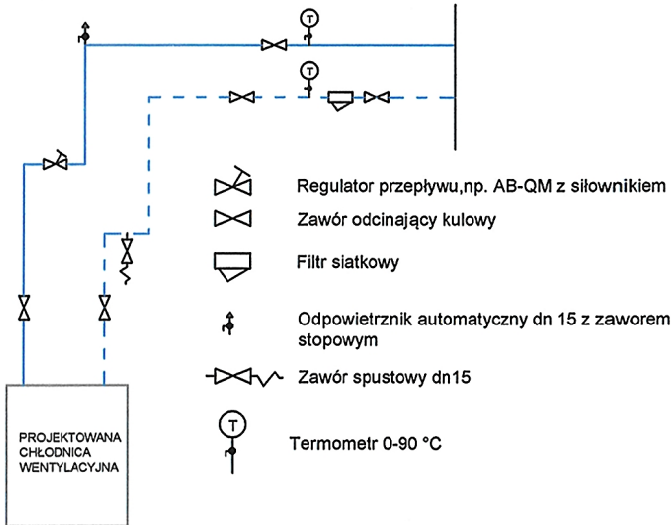 T
T
Regulator przepływu,np. AB-QM z siłownikiem
Zawór odcinający kulowy
Filtr siatkowy
Odpowietrznik automatyczny dn 15 z zaworem
stopowym
Zawór spustowy dn15
T
Termometr 0-90 °C
PROJEKTOWANA
CHŁODNICA
WENTYLACYJNA